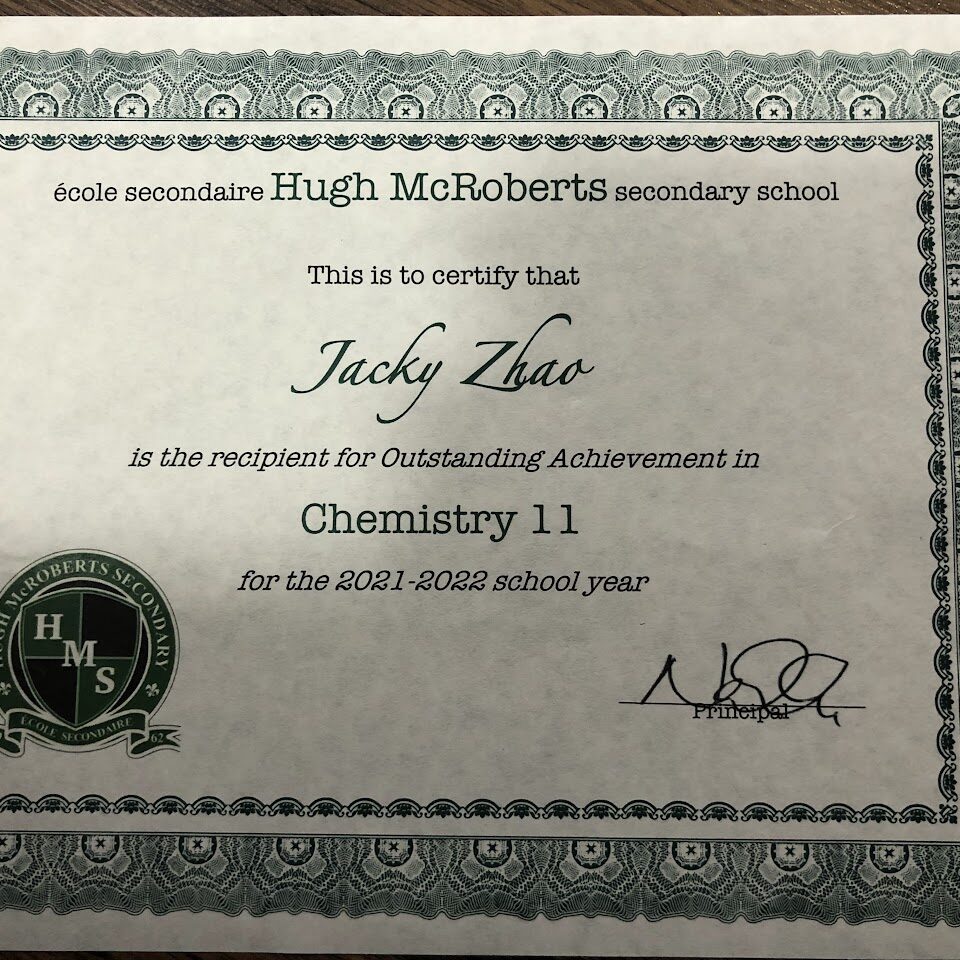 école secondaire Hugh McRoberts secondary school
This is to certify that
Jacky Zhao
is the recipient for Outstanding Achievement in
Chemistry 11
for the 2021-2022 school year
HUGH McROBERTS SECONDARY
H
M
S
ÉCOLE SECONDAIRE
62
Principal